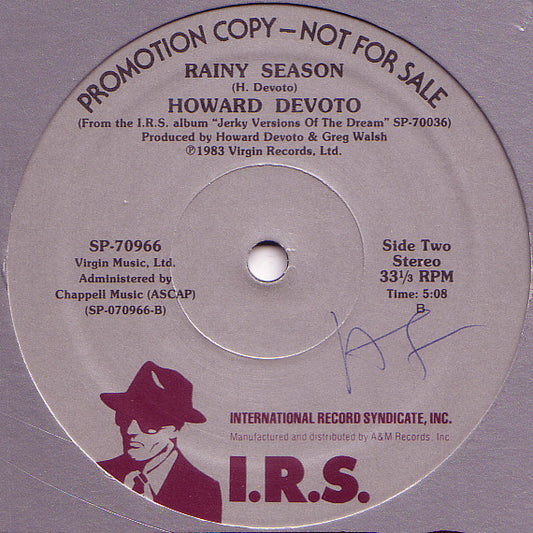 PROMOTION COPY – NOT FOR SALE
RAINY SEASON
(H. Devoto)
HOWARD DEVOTO
(From the I.R.S. album "Jerky Versions Of The Dream" SP-70036)
Produced by Howard Devoto & Greg Walsh
℗1983 Virgin Records, Ltd.
SP-70966
Virgin Music, Ltd.
Administered by
Chappell Music (ASCAP)
(SP-070966-B)
Side Two
Stereo
33⅓ RPM
Time: 5:08
B
INTERNATIONAL RECORD SYNDICATE, INC.
Manufactured and distributed by A&M Records, Inc
I.R.S.